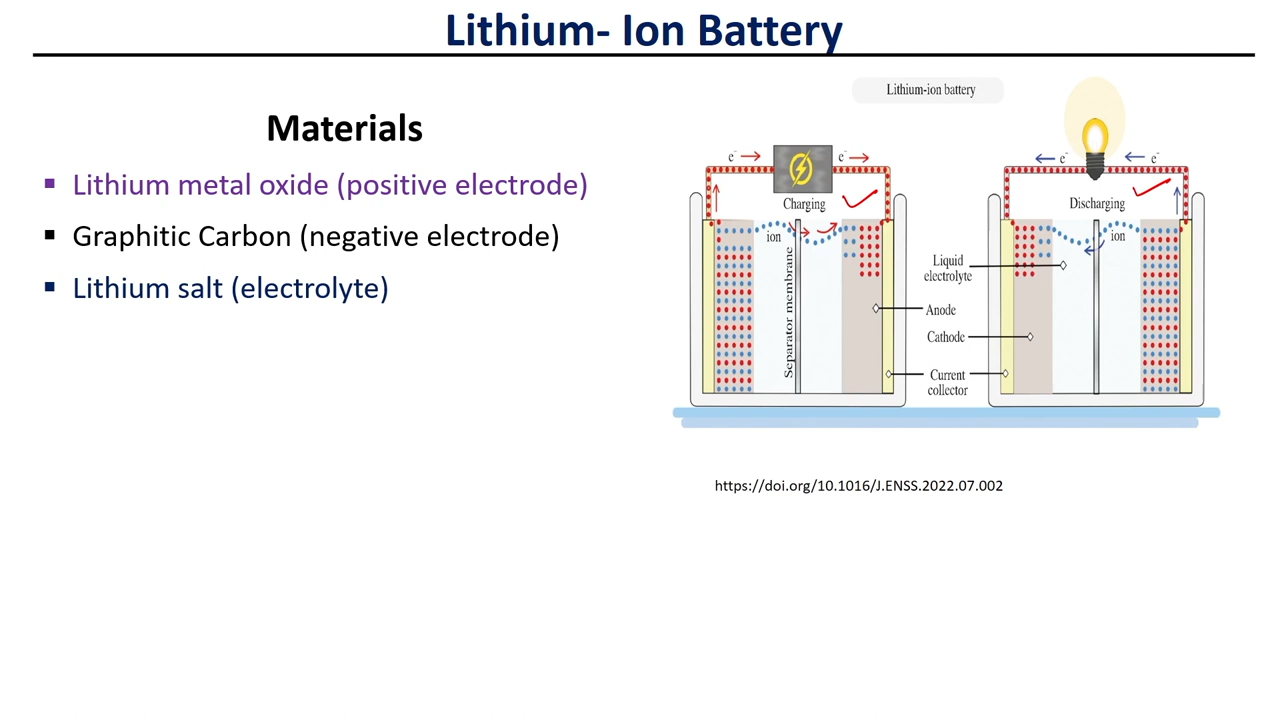 Lithium- Ion Battery
Materials
▪ Lithium metal oxide (positive electrode)
▪ Graphitic Carbon (negative electrode)
▪ Lithium salt (electrolyte)
Lithium-ion battery
e⁻
e⁻
Charging
ion
Separator membrane
e⁻
e⁻
Discharging
ion
Liquid
electrolyte
Anode
Cathode
Current
collector
https://doi.org/10.1016/J.ENSS.2022.07.002